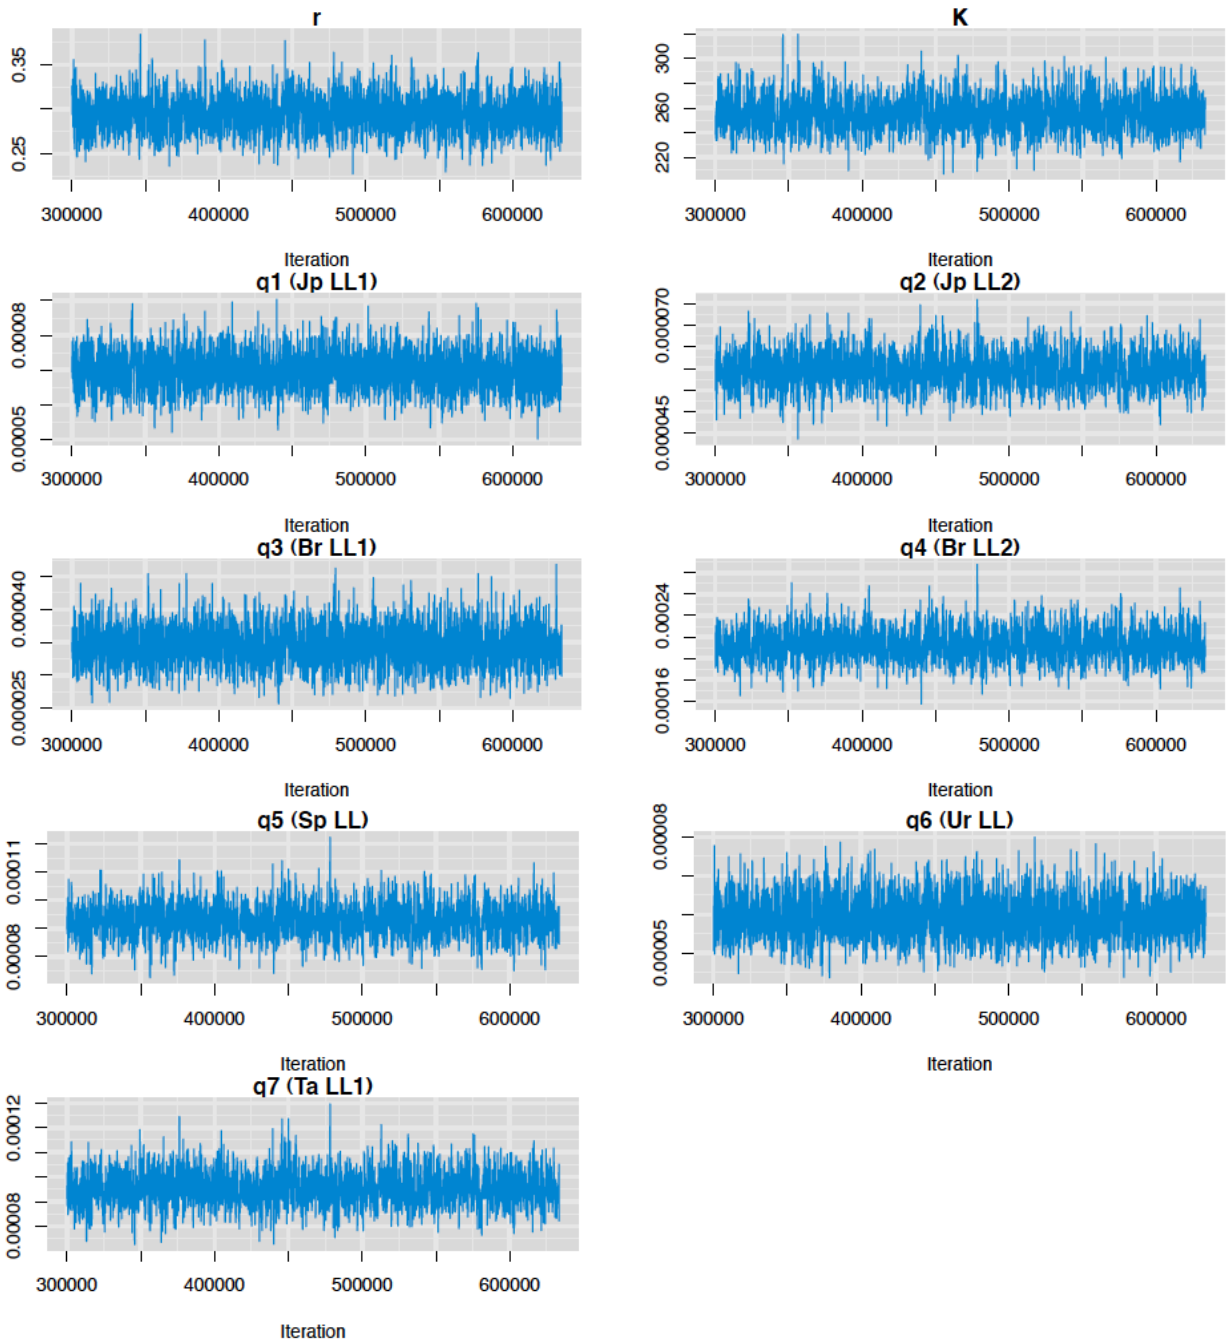 r
0.35
0.25
300000 400000 500000 600000
Iteration
K
300
260
220
300000 400000 500000 600000
Iteration
q1 (Jp LL1)
0.00008
0.00005
300000 400000 500000 600000
Iteration
q2 (Jp LL2)
0.000070
0.000045
300000 400000 500000 600000
Iteration
q3 (Br LL1)
0.00040
0.00025
300000 400000 500000 600000
Iteration
q4 (Br LL2)
0.00024
0.00016
300000 400000 500000 600000
Iteration
q5 (Sp LL)
0.00011
0.00008
300000 400000 500000 600000
Iteration
q6 (Ur LL)
0.00008
0.00005
300000 400000 500000 600000
Iteration
q7 (Ta LL1)
0.00012
0.00008
300000 400000 500000 600000
Iteration